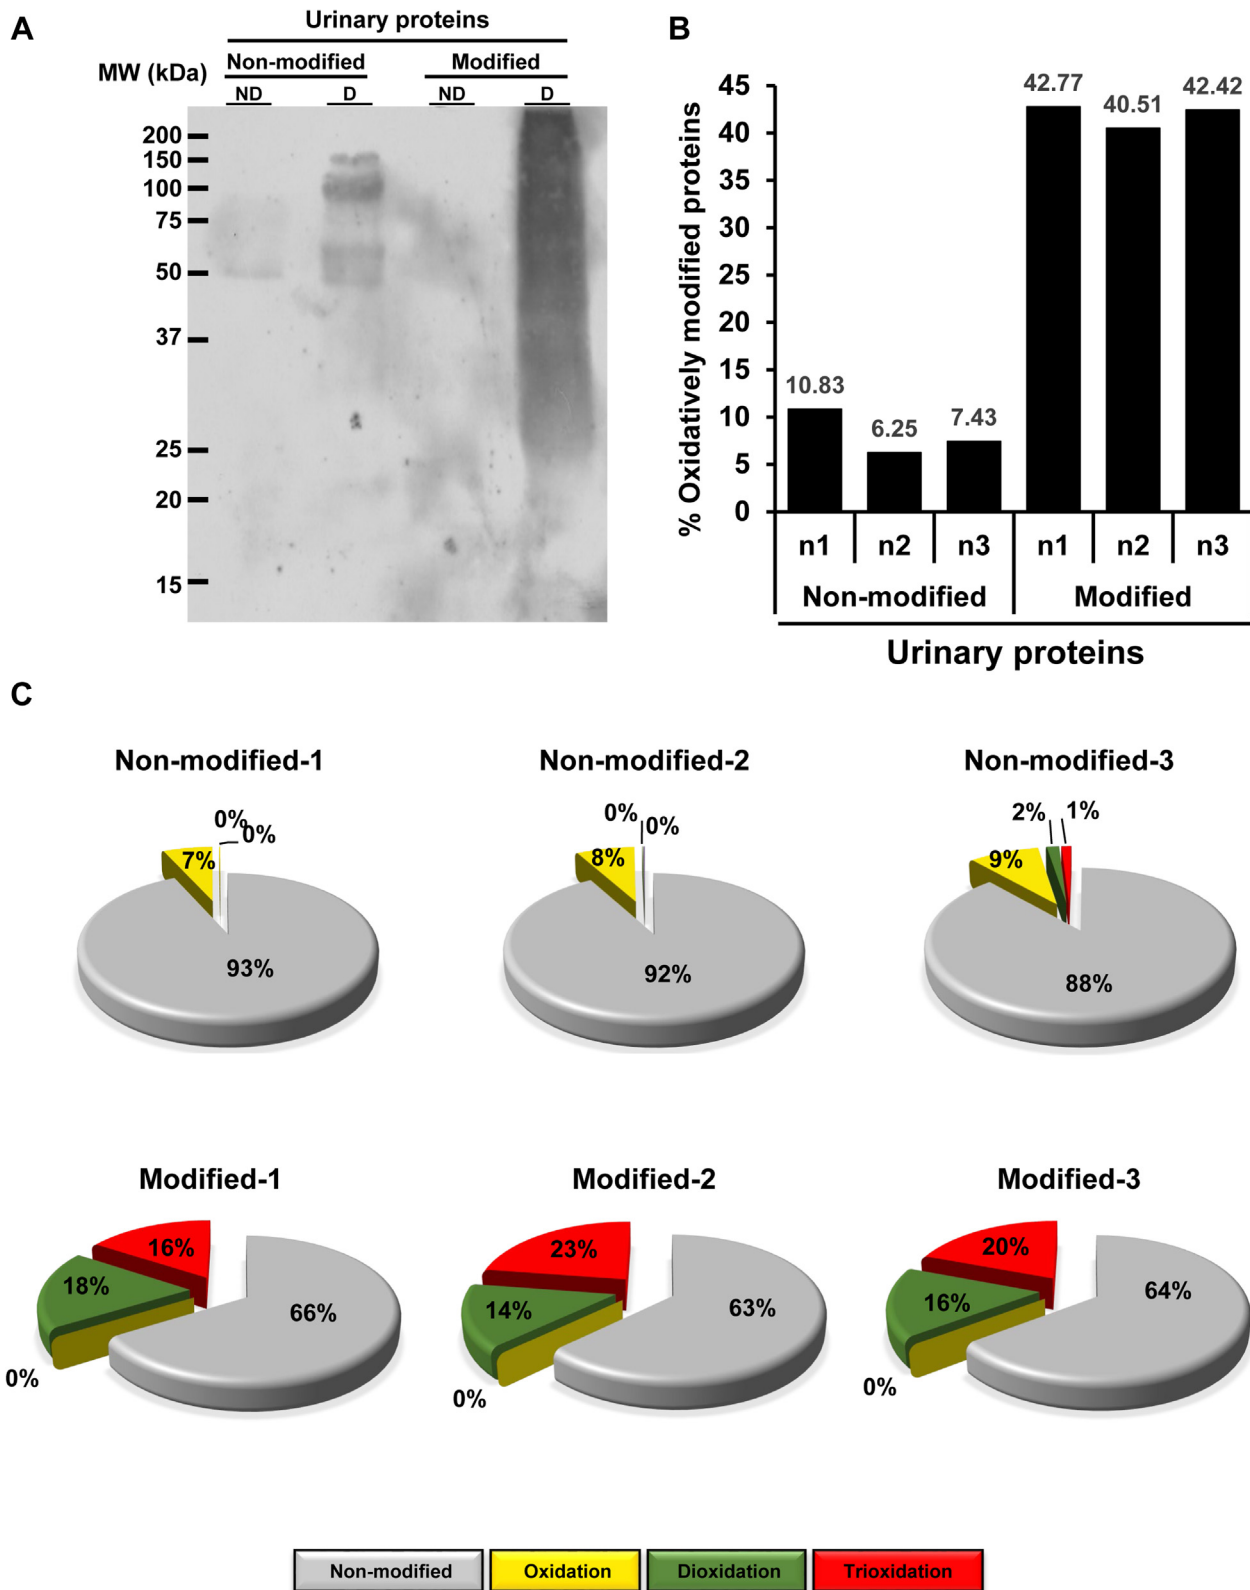 A
Urinary proteins
Non-modified Modified
MW (kDa)
ND D ND D
200
150
100
75
50
37
25
20
15
B
% Oxidatively modified proteins
45
40
35
30
25
20
15
10
5
0
10.83
6.25
7.43
42.77
40.51
42.42
n1 n2 n3 n1 n2 n3
Non-modified Modified
Urinary proteins
C
Non-modified-1 Non-modified-2 Non-modified-3
0% 0% 7% 93%
0% 0% 8% 92%
2% 1% 9% 88%
Modified-1 Modified-2 Modified-3
16% 18% 66% 0%
23% 14% 63% 0%
20% 16% 64% 0%
Non-modified Oxidation Dioxidation Trioxidation